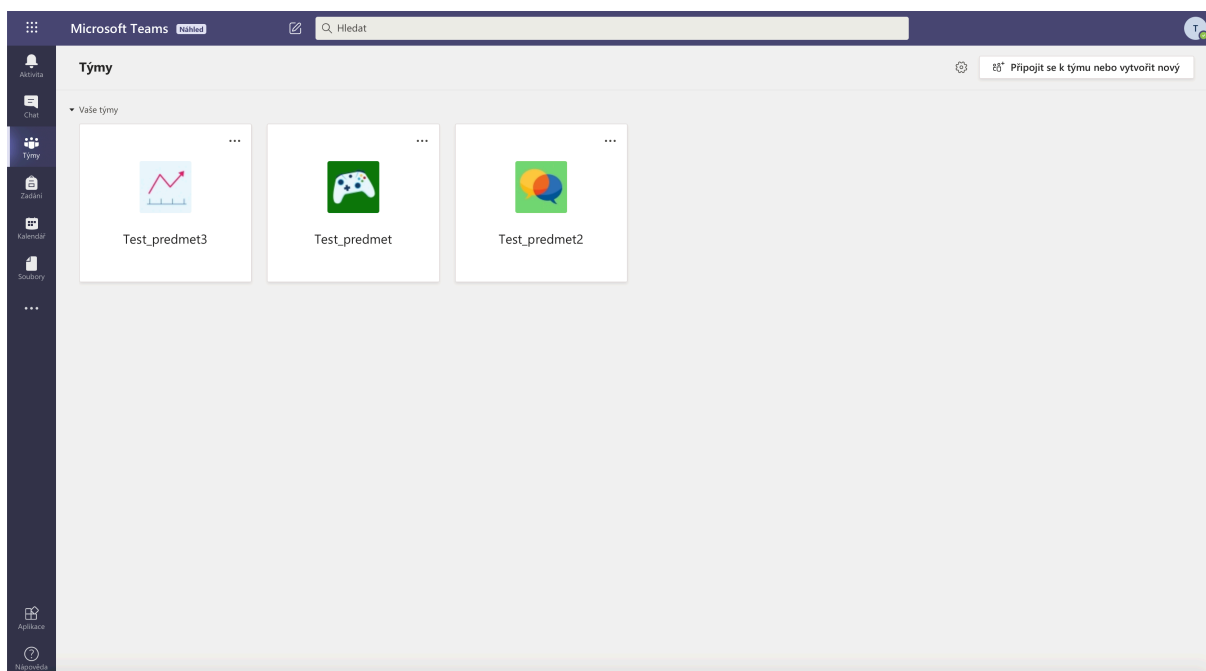 Microsoft Teams Náhled
Hledat
T
Aktivita
Chat
Týmy
Zadání
Kalendář
Soubory
Aplikace
Nápověda
Týmy
Připojit se k týmu nebo vytvořit nový
Vaše týmy
Test_predmet3
Test_predmet
Test_predmet2